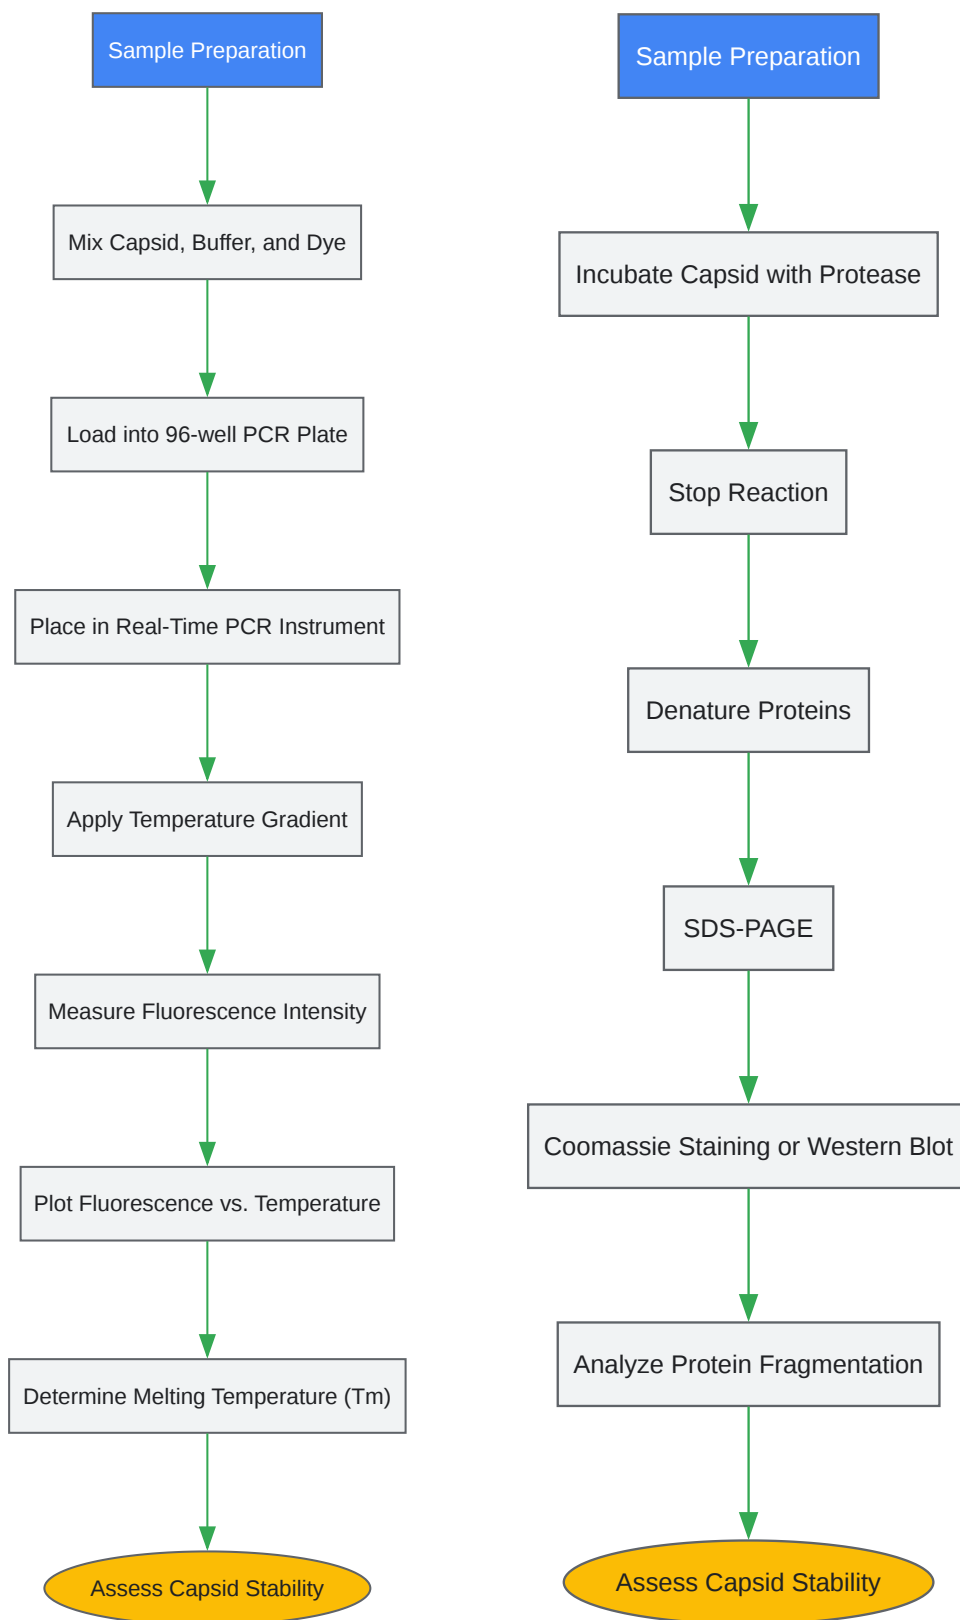 Sample Preparation
Mix Capsid, Buffer, and Dye
Load into 96-well PCR Plate
Place in Real-Time PCR Instrument
Apply Temperature Gradient
Measure Fluorescence Intensity
Plot Fluorescence vs. Temperature
Determine Melting Temperature (Tm)
Assess Capsid Stability
Sample Preparation
Incubate Capsid with Protease
Stop Reaction
Denature Proteins
SDS-PAGE
Coomassie Staining or Western Blot
Analyze Protein Fragmentation
Assess Capsid Stability